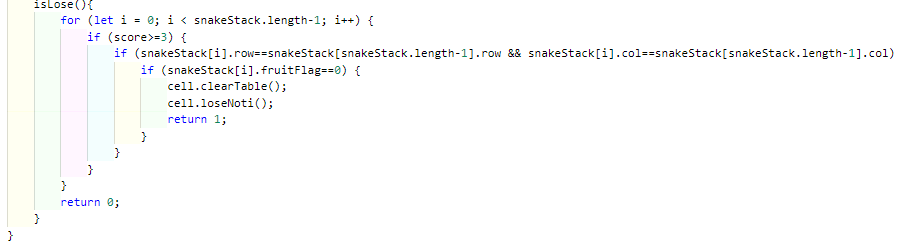 isLose(){
for (let i = 0; i < snakeStack.length-1; i++) {
if (score>=3) {
if (snakeStack[i].row==snakeStack[snakeStack.length-1].row && snakeStack[i].col==snakeStack[snakeStack.length-1].col)
if (snakeStack[i].fruitFlag==0) {
cell.clearTable();
cell.loseNoti();
return 1;
}
}
}
}
return 0;
}
}